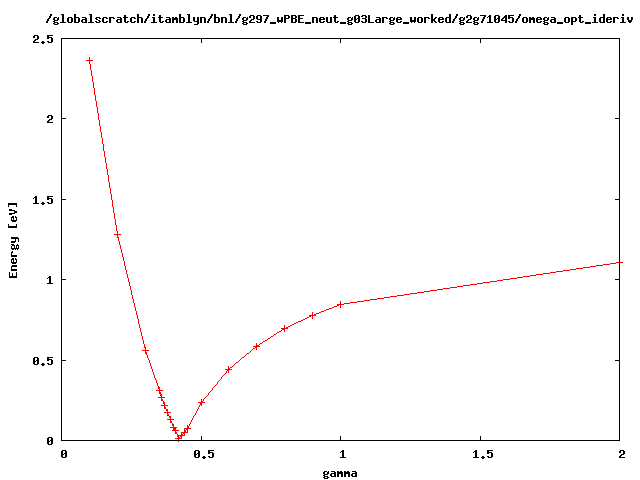 /globalscratch/itamblyn/bnl/g297_wPBE_neut_g03Large_worked/g2g71045/omega_opt_ideriv
2.5
2
1.5
1
0.5
0
Energy [eV]
0 0.5 1 1.5 2
gamma